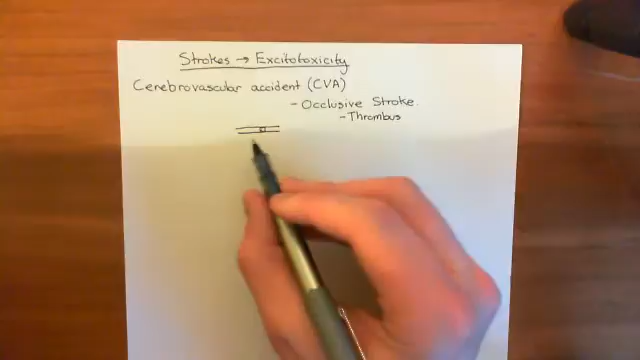 Strokes → Excitotoxicity
Cerebrovascular accident (CVA)
- Occlusive Stroke.
- Thrombus